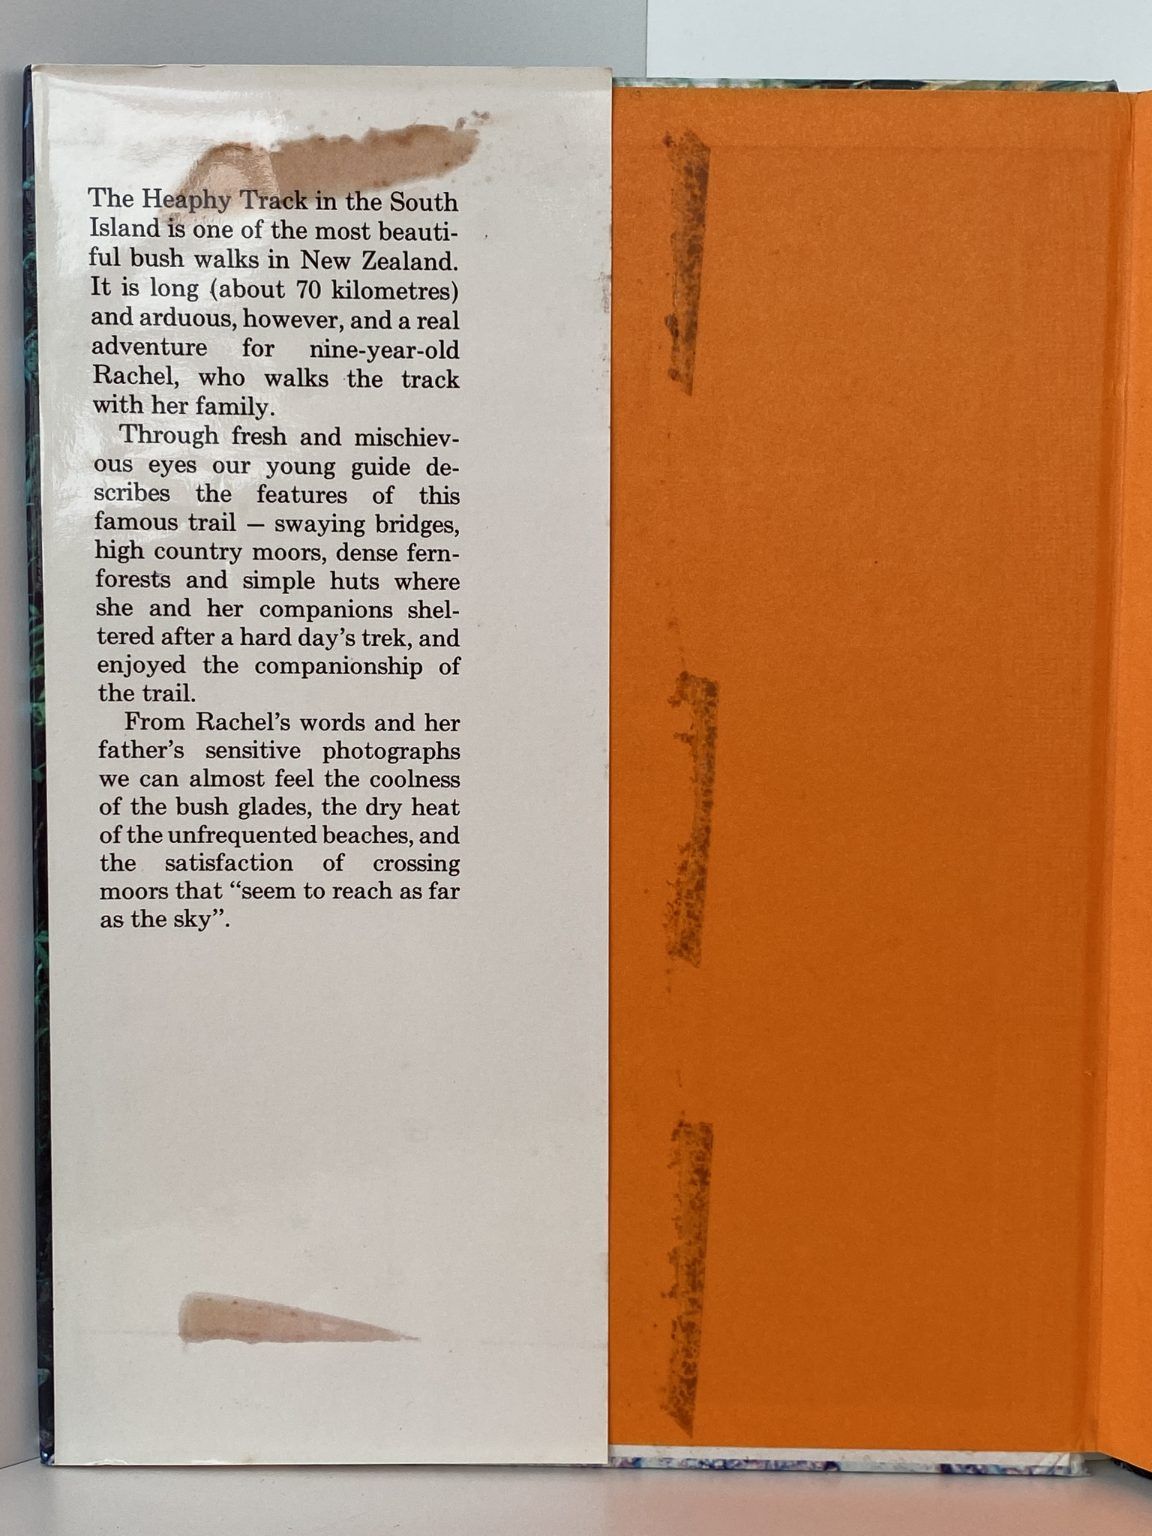 The Heaphy Track in the South
Island is one of the most beauti-
ful bush walks in New Zealand.
It is long (about 70 kilometres)
and arduous, however, and a real
adventure for nine-year-old
Rachel, who walks the track
with her family.
Through fresh and mischiev-
ous eyes our young guide de-
scribes the features of this
famous trail — swaying bridges,
high country moors, dense fern-
forests and simple huts where
she and her companions shel-
tered after a hard day's trek, and
enjoyed the companionship of
the trail.
From Rachel's words and her
father's sensitive photographs
we can almost feel the coolness
of the bush glades, the dry heat
of the unfrequented beaches, and
the satisfaction of crossing
moors that “seem to reach as far
as the sky”.